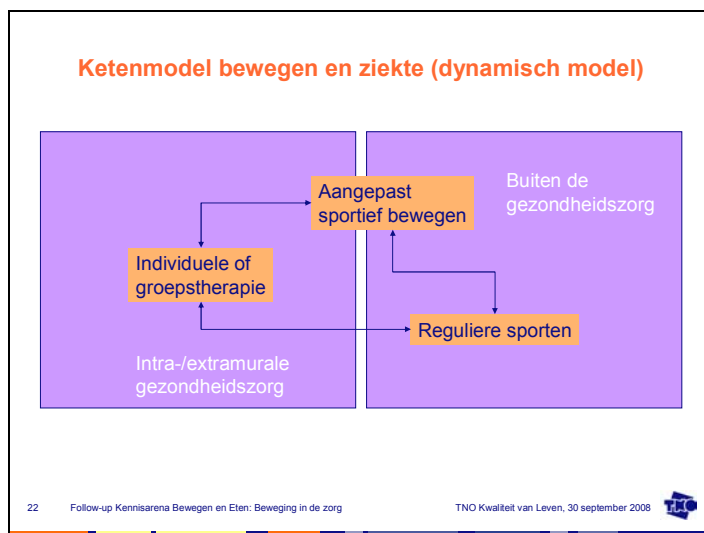 Ketenmodel bewegen en ziekte (dynamisch model)
Aangepast
sportief bewegen
Buiten de
gezondheidszorg
Individuele of
groepstherapie
Reguliere sporten
Intra-/extramurale
gezondheidszorg
22 Follow-up Kennisarena Bewegen en Eten: Beweging in de zorg TNO Kwaliteit van Leven, 30 september 2008 TNO